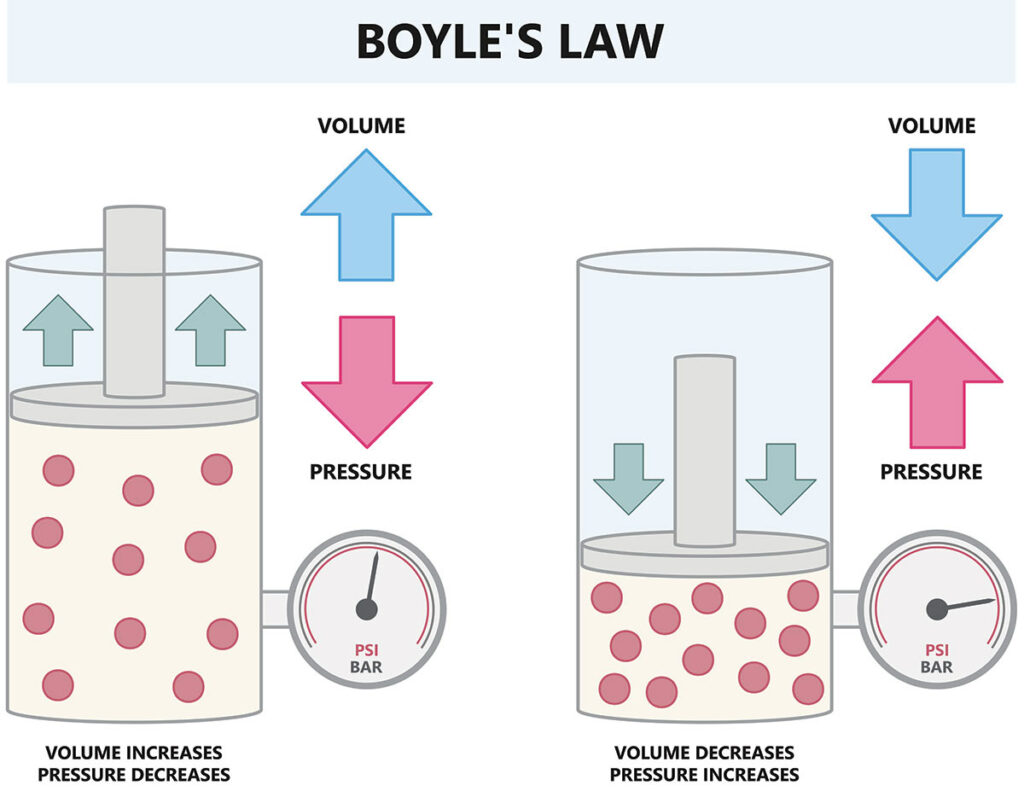 BOYLE'S LAW
VOLUME
PRESSURE
PSI
BAR
VOLUME INCREASES
PRESSURE DECREASES
VOLUME
PRESSURE
PSI
BAR
VOLUME DECREASES
PRESSURE INCREASES